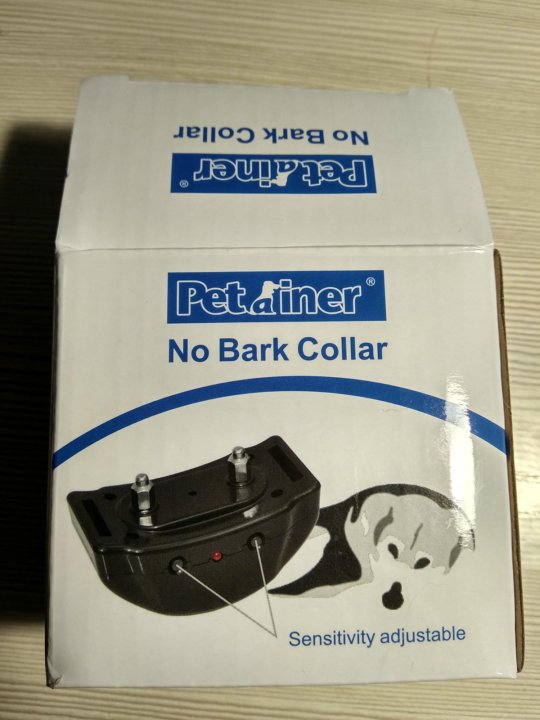 No Bark Collar
Petainer®
Petainer®
No Bark Collar
Sensitivity adjustable